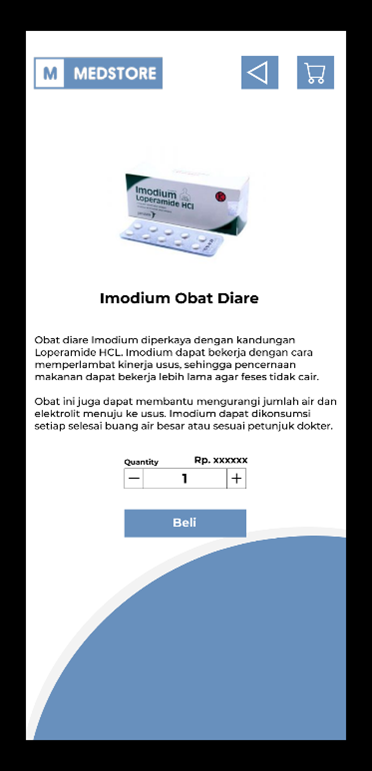 M MEDSTORE
Imodium
Loperamide HCl
Imodium Obat Diare
Obat diare Imodium diperkaya dengan kandungan
Loperamide HCL. Imodium dapat bekerja dengan cara
memperlambat kinerja usus, sehingga pencernaan
makanan dapat bekerja lebih lama agar feses tidak cair.
Obat ini juga dapat membantu mengurangi jumlah air dan
elektrolit menuju ke usus. Imodium dapat dikonsumsi
setiap selesai buang air besar atau sesuai petunjuk dokter.
Quantity Rp. xxxxxx
— 1 +
Beli